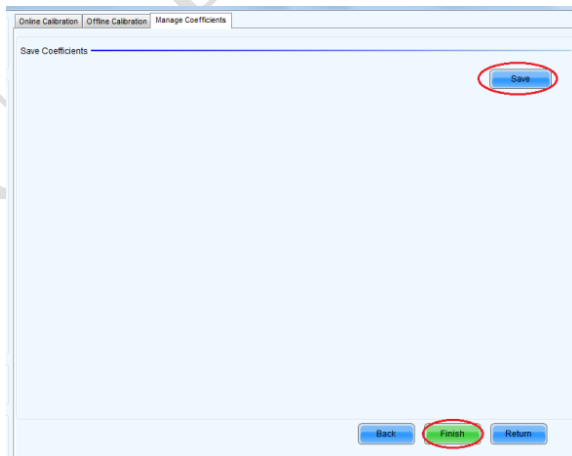 Online Calibration Offline Calibration Manage Coefficients
Save Coefficients
Save
Back Finish Return